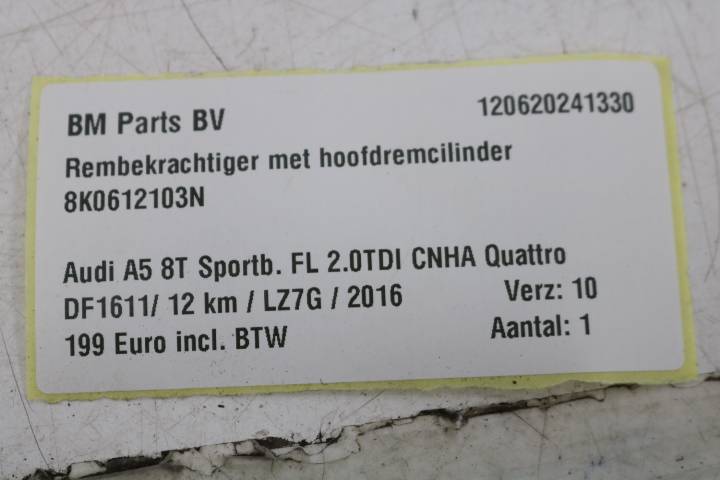 BM Parts BV 120620241330
Rembekrachtiger met hoofdremcilinder
8K0612103N
Audi A5 8T Sportb. FL 2.0TDI CNHA Quattro
DF1611/ 12 km / LZ7G / 2016 Verz: 10
199 Euro incl. BTW Aantal: 1